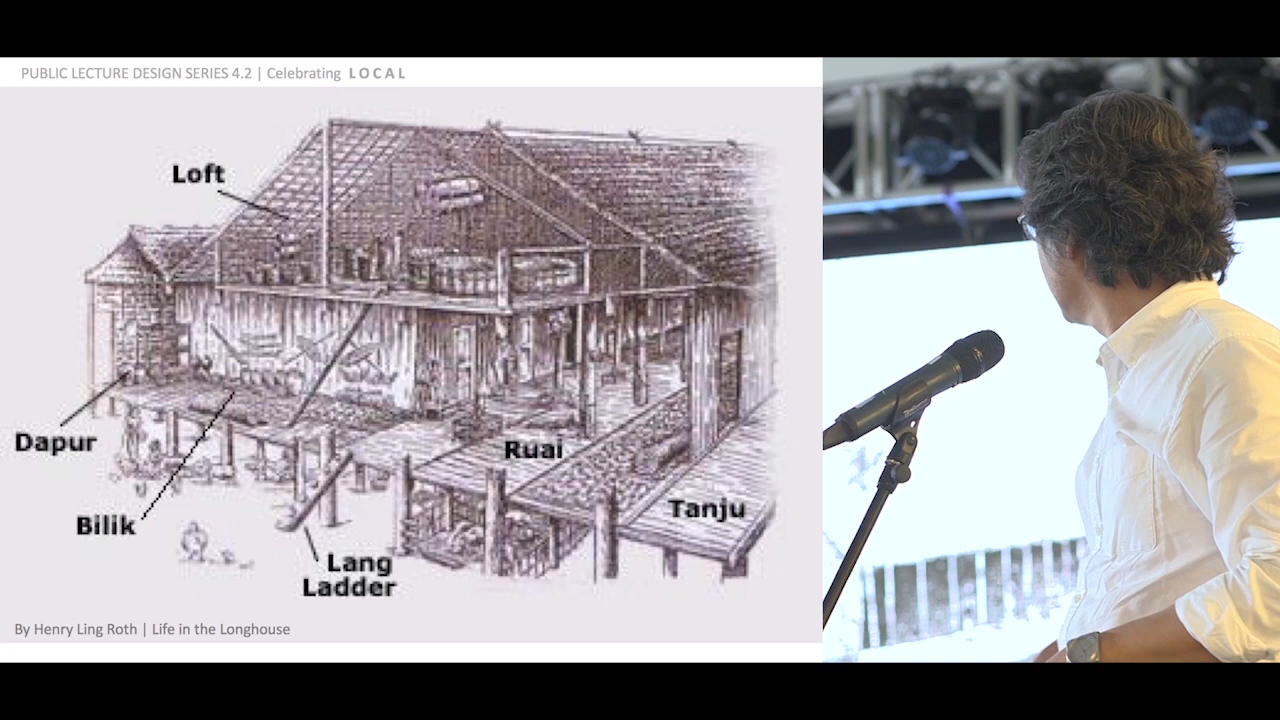 PUBLIC LECTURE DESIGN SERIES 4.2 | Celebrating LOCAL
Loft
Dapur
Ruai
Tanju
Bilik
Lang
Ladder
By Henry Ling Roth | Life in the Longhouse